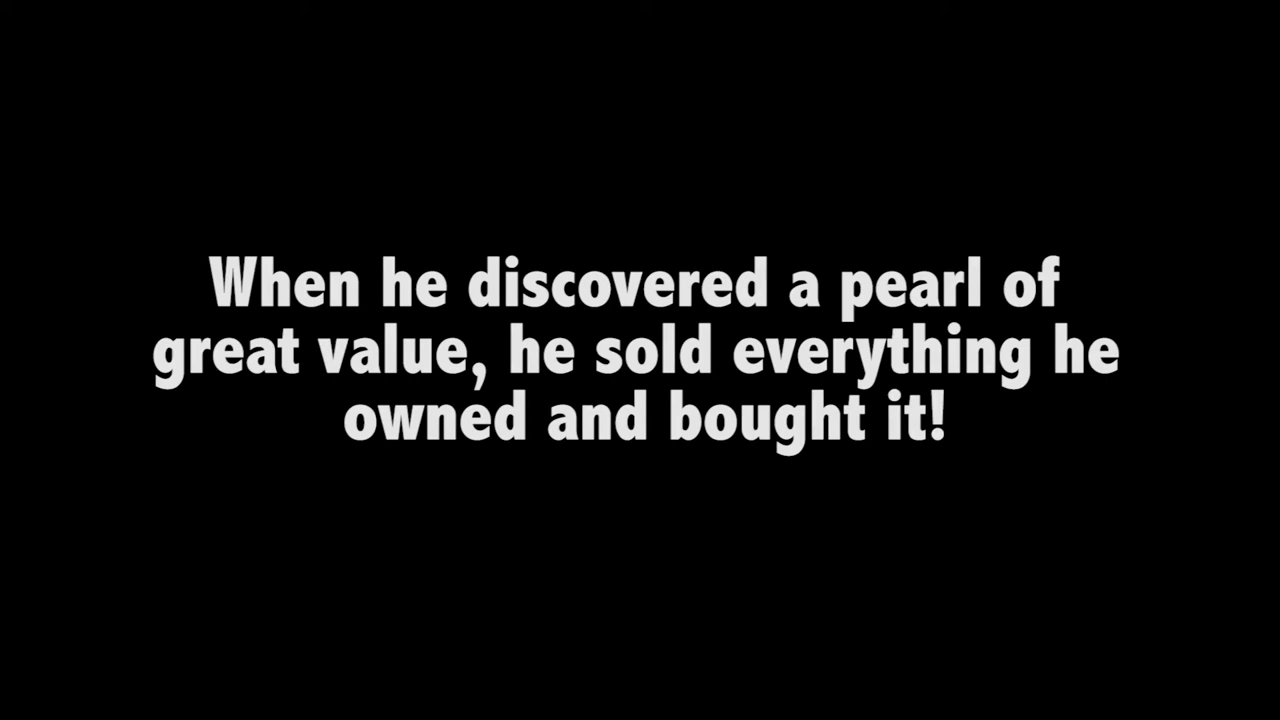 When he discovered a pearl of
great value, he sold everything he
owned and bought it!